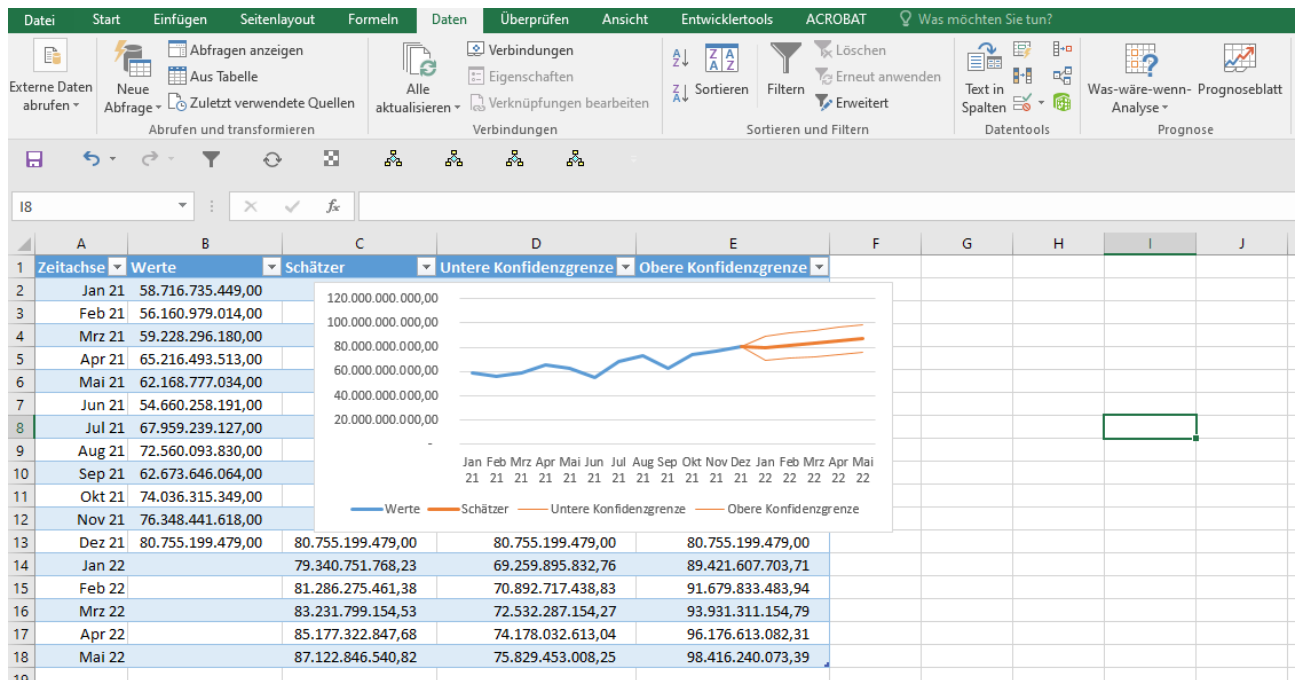 Datei Start Einfügen Seitenlayout Formeln Daten Überprüfen Ansicht Entwicklertools ACROBAT Was möchten Sie tun?
Externe Daten abrufen
Neue Abfrage
Abfragen anzeigen
Aus Tabelle
Zuletzt verwendete Quellen
Abrufen und transformieren
Alle aktualisieren
Verbindungen
Eigenschaften
Verknüpfungen bearbeiten
Verbindungen
Sortieren
Filtern
Löschen
Erneut anwenden
Erweitert
Sortieren und Filtern
Text in Spalten
Datentools
Was-wäre-wenn-Analyse
Prognoseblatt
Prognose
I8 fx
A B C D E F G H I J
1 Zeitachse Werte Schätzer Untere Konfidenzgrenze Obere Konfidenzgrenze
2 Jan 21 58.716.735.449,00
3 Feb 21 56.160.979.014,00
4 Mrz 21 59.228.296.180,00
5 Apr 21 65.216.493.513,00
6 Mai 21 62.168.777.034,00
7 Jun 21 54.660.258.191,00
8 Jul 21 67.959.239.127,00
9 Aug 21 72.560.093.830,00
10 Sep 21 62.673.646.064,00
11 Okt 21 74.036.315.349,00
12 Nov 21 76.348.441.618,00
13 Dez 21 80.755.199.479,00 80.755.199.479,00 80.755.199.479,00 80.755.199.479,00
14 Jan 22 79.340.751.768,23 69.259.895.832,76 89.421.607.703,71
15 Feb 22 81.286.275.461,38 70.892.717.438,83 91.679.833.483,94
16 Mrz 22 83.231.799.154,53 72.532.287.154,27 93.931.311.154,79
17 Apr 22 85.177.322.847,68 74.178.032.613,04 96.176.613.082,31
18 Mai 22 87.122.846.540,82 75.829.453.008,25 98.416.240.073,39
19
120.000.000.000,00
100.000.000.000,00
80.000.000.000,00
60.000.000.000,00
40.000.000.000,00
20.000.000.000,00
-
Jan Feb Mrz Apr Mai Jun Jul Aug Sep Okt Nov Dez Jan Feb Mrz Apr Mai
21 21 21 21 21 21 21 21 21 21 21 21 22 22 22 22 22
Werte Schätzer Untere Konfidenzgrenze Obere Konfidenzgrenze